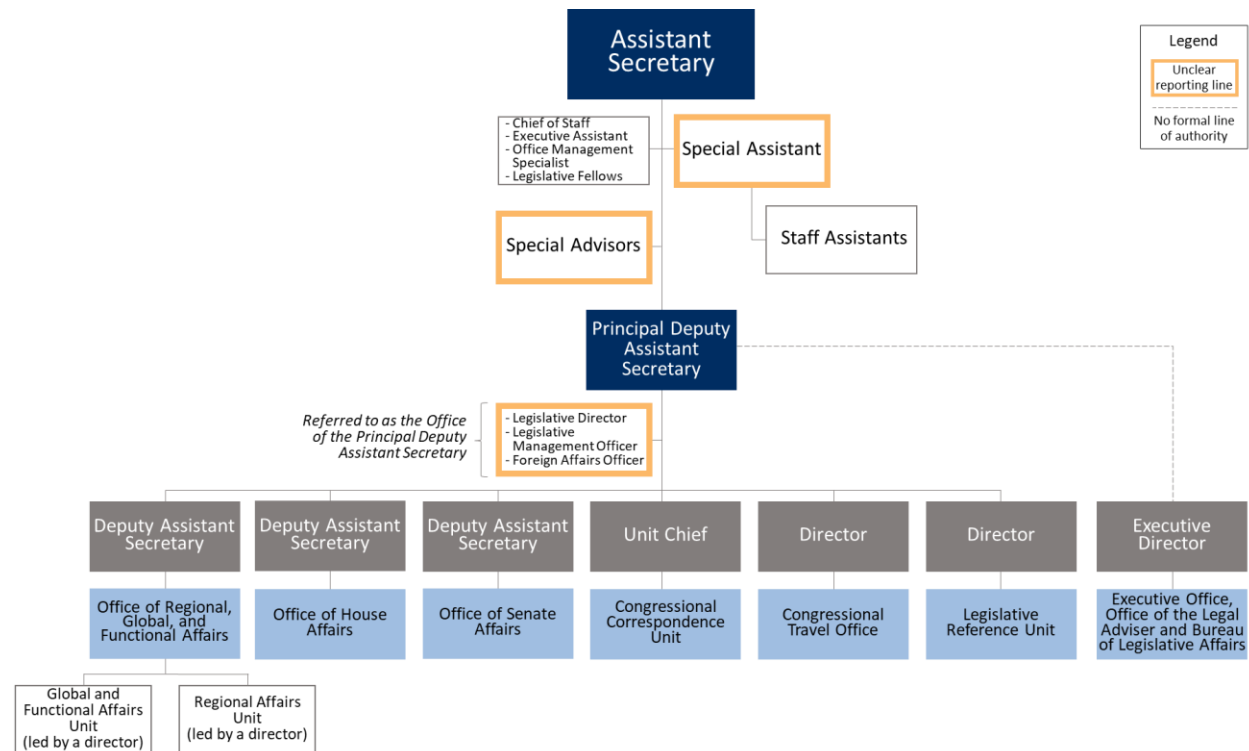 Assistant
Secretary
Legend
Unclear
reporting line
No formal line
of authority
- Chief of Staff
- Executive Assistant
- Office Management
Specialist
- Legislative Fellows
Special Assistant
Special Advisors
Staff Assistants
Principal Deputy
Assistant
Secretary
Referred to as the Office
of the Principal Deputy
Assistant Secretary
- Legislative Director
- Legislative
Management Officer
- Foreign Affairs Officer
Deputy Assistant
Secretary
Deputy Assistant
Secretary
Deputy Assistant
Secretary
Unit Chief
Director
Director
Executive
Director
Office of Regional,
Global, and
Functional Affairs
Office of House
Affairs
Office of Senate
Affairs
Congressional
Correspondence
Unit
Congressional
Travel Office
Legislative
Reference Unit
Executive Office,
Office of the Legal
Adviser and Bureau
of Legislative Affairs
Global and
Functional Affairs
Unit
(led by a director)
Regional Affairs
Unit
(led by a director)